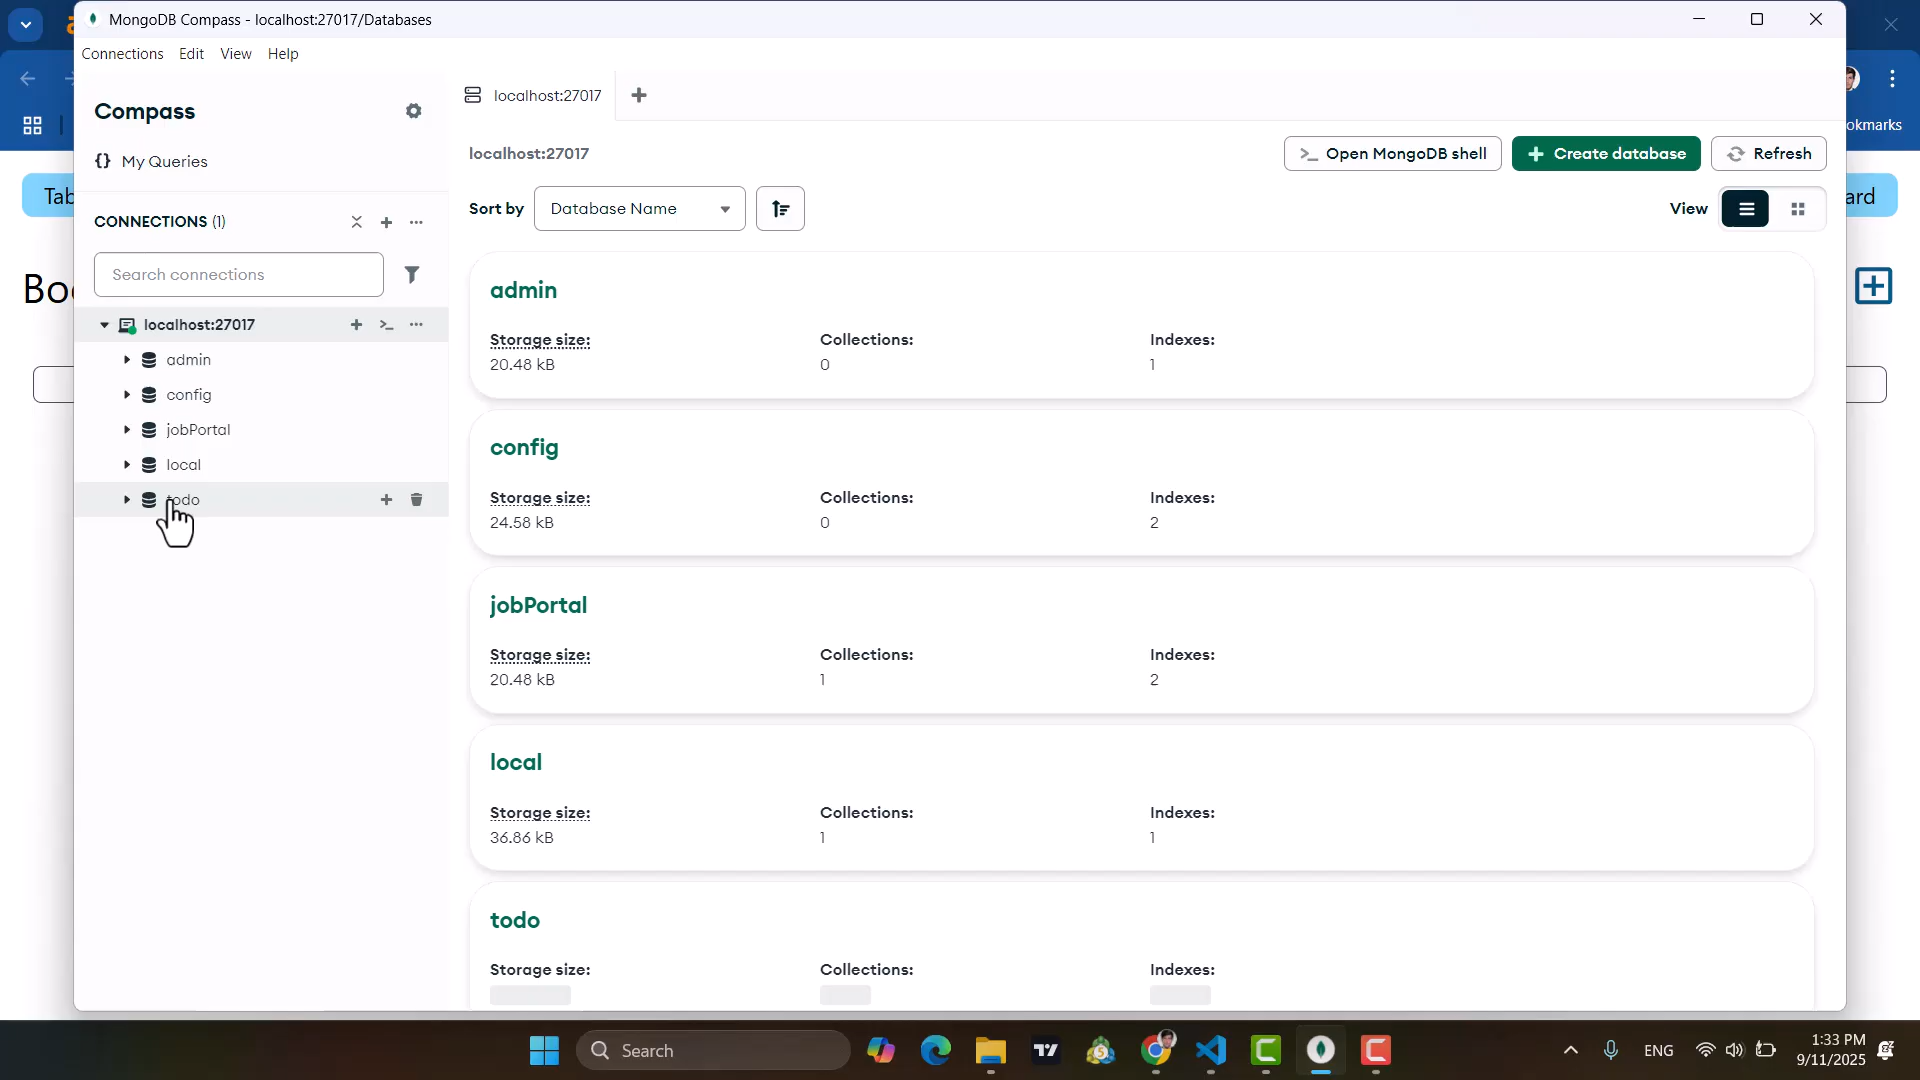 MongoDB Compass - localhost:27017/Databases
Connections Edit View Help
Compass
localhost:27017
{} My Queries
okmarks
localhost:27017
Open MongoDB shell
Create database
Refresh
Tab
ard
CONNECTIONS (1)
Sort by
Database Name
View
Search connections
Boo
localhost:27017
admin
config
jobPortal
local
todo
admin
Storage size:
Collections:
Indexes:
20.48 kB
0
1
config
Storage size:
Collections:
Indexes:
24.58 kB
0
2
jobPortal
Storage size:
Collections:
Indexes:
20.48 kB
1
2
local
Storage size:
Collections:
Indexes:
36.86 kB
1
1
todo
Storage size:
Collections:
Indexes:
Search
ENG
1:33 PM
9/11/2025